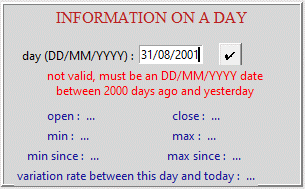 INFORMATION ON A DAY
day (DD/MM/YYYY) : 31/08/2001 ✔
not valid, must be an DD/MM/YYYY date
between 2000 days ago and yesterday
open : ... close : ...
min : ... max : ...
min since : ... max since : ...
variation rate between this day and today : ...